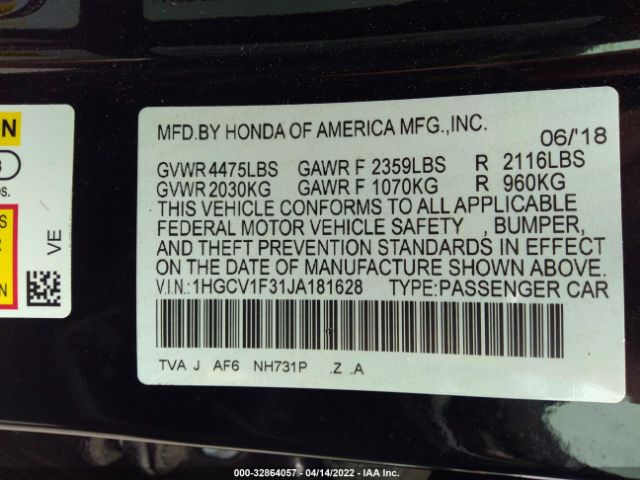 MFD.BY HONDA OF AMERICA MFG.,INC.
06/'18
GVWR 4475LBS GAWR F 2359LBS R 2116LBS
GVWR 2030KG GAWR F 1070KG R 960KG
THIS VEHICLE CONFORMS TO ALL APPLICABLE
FEDERAL MOTOR VEHICLE SAFETY , BUMPER,
AND THEFT PREVENTION STANDARDS IN EFFECT
ON THE DATE OF MANUFACTURE SHOWN ABOVE.
V.I.N.:1HGCV1F31JA181628 TYPE:PASSENGER CAR
TVA J AF6 NH731P .Z .A
VE
000-32864057 - 04/14/2022 - IAA Inc.